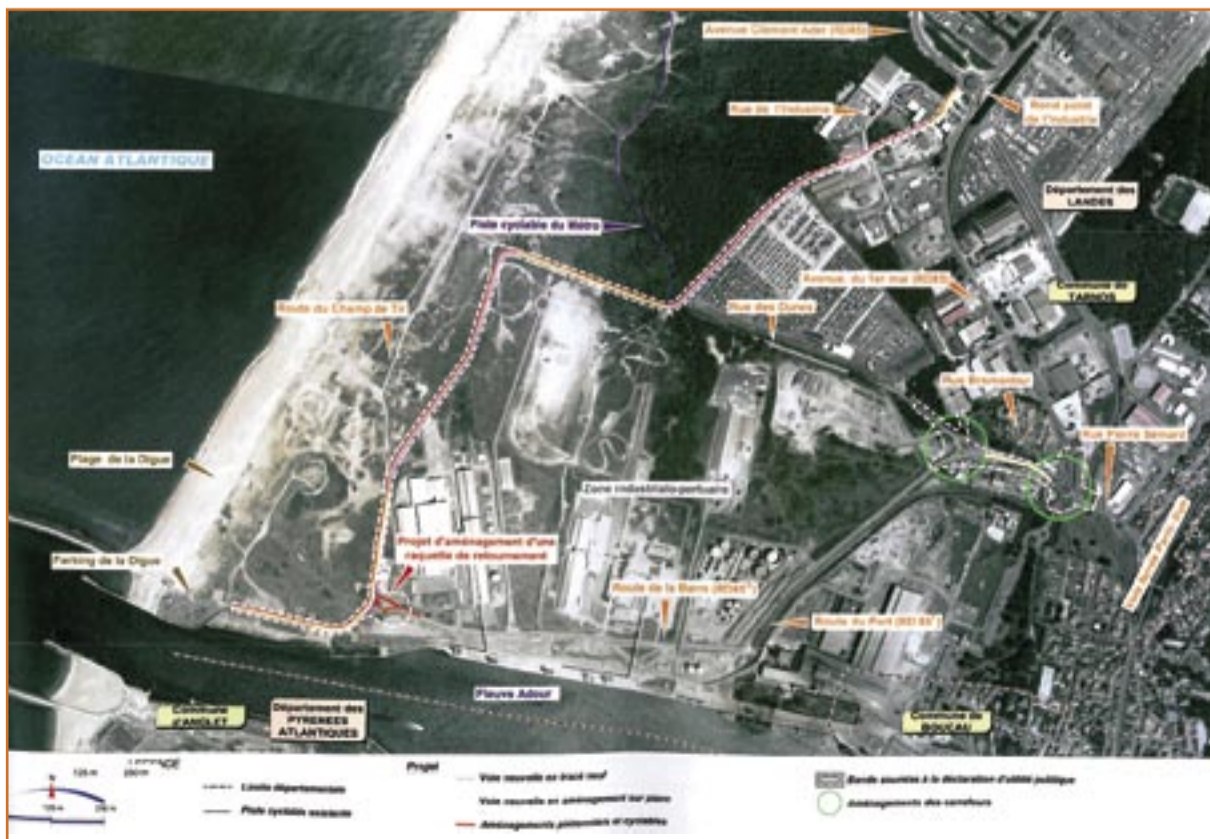 Avenue Clément Ader (RD85)
Rue de l'Industrie
Rond point
de l'Industrie
OCEAN ATLANTIQUE
Département des
LANDES
Piste cyclable du Métro
Avenue du 1er mai (RD85)
Commune de
TARNOS
Route du Champ de Tir
Rue des Dunes
Rue Brémontier
Rue Pierre Sémard
Plage de la Digue
Zone industrialo-portuaire
Projet d'aménagement d'une
raquette de retournement
Parking de la Digue
Route de la Barre
Route du Port
Fleuve Adour
Commune
d'ANGLET
Département des
PYRENEES
ATLANTIQUES
Commune de
BOUCAU
Projet
N
125 m
250 m
Limite départementale
Piste cyclable existante
Voie nouvelle en tracé neuf
Voie nouvelle en aménagement sur place
Aménagements piétonniers et cyclables
Bande soumise à la déclaration d'utilité publique
Aménagements des carrefours